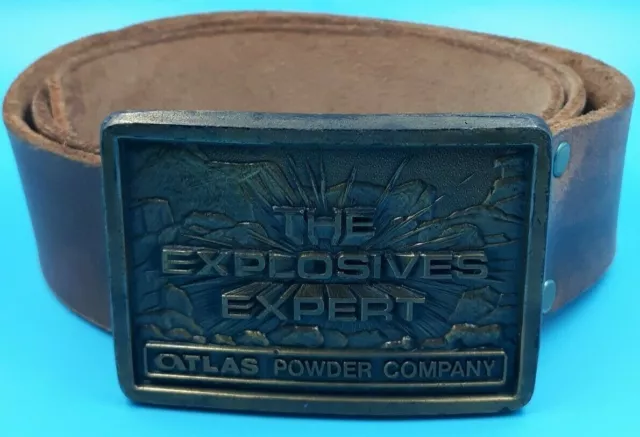 THE
EXPLOSIVES
EXPERT
ATLAS POWDER COMPANY